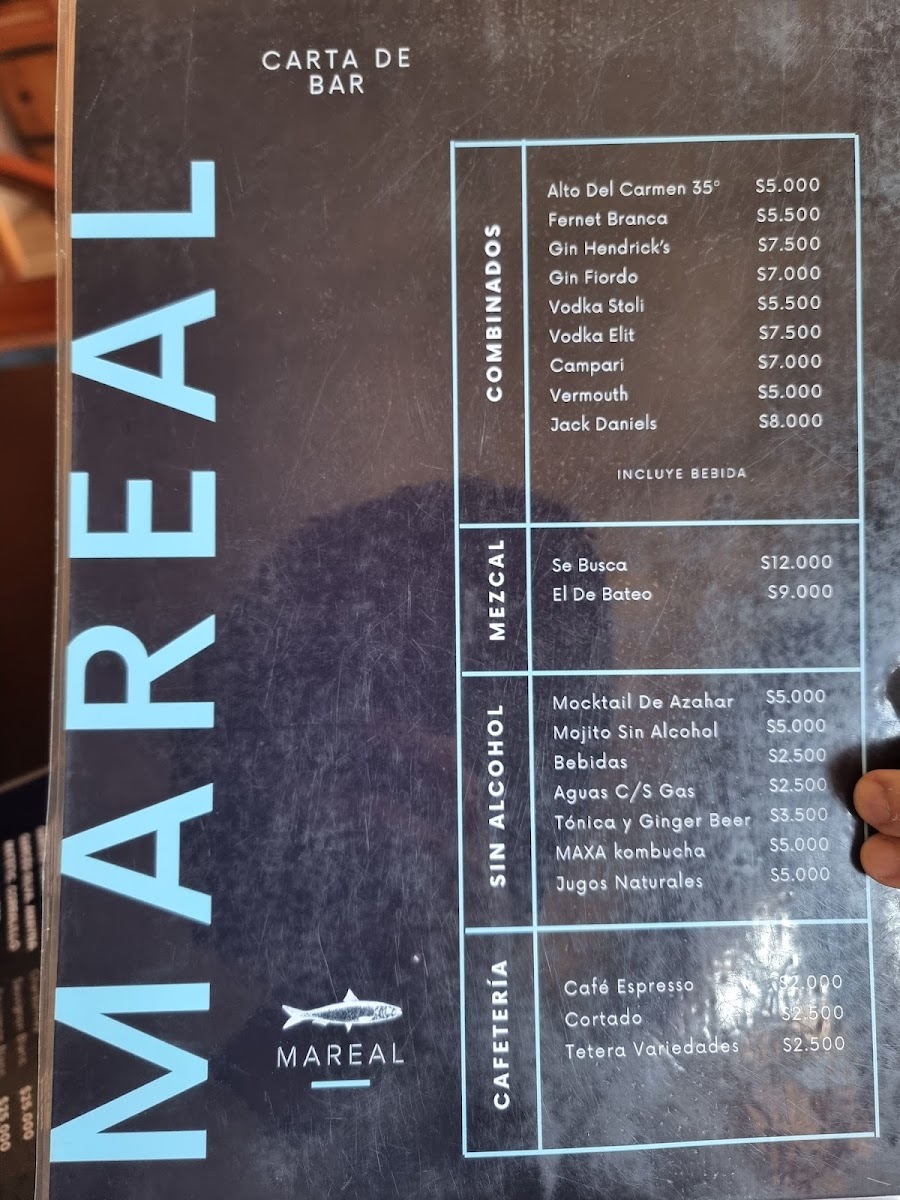 CARTA DE
BAR
MAREAL
COMBINADOS
Alto Del Carmen 35° $5.000
Fernet Branca $5.500
Gin Hendrick's $7.500
Gin Fiordo $7.000
Vodka Stoli $5.500
Vodka Elit $7.500
Campari $7.000
Vermouth $5.000
Jack Daniels $8.000
INCLUYE BEBIDA
MEZCAL
Se Busca $12.000
El De Bateo $9.000
SIN ALCOHOL
Mocktail De Azahar $5.000
Mojito Sin Alcohol $5.000
Bebidas $2.500
Aguas C/S Gas $2.500
Tónica y Ginger Beer $3.500
MAXA kombucha $5.000
Jugos Naturales $5.000
CAFETERÍA
Café Espresso $2.000
Cortado $2.500
Tetera Variedades $2.500
MAREAL